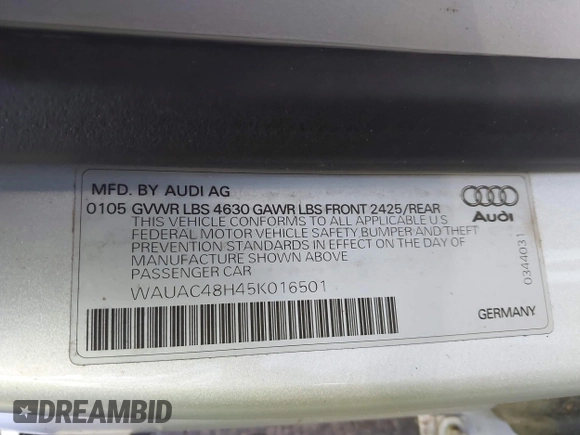 MFD. BY AUDI AG
0105 GVWR LBS 4630 GAWR LBS FRONT 2425/REAR
THIS VEHICLE CONFORMS TO ALL APPLICABLE U.S.
FEDERAL MOTOR VEHICLE SAFETY BUMPER AND THEFT
PREVENTION STANDARDS IN EFFECT ON THE DAY OF
MANUFACTURE SHOWN ABOVE
PASSENGER CAR
WAUAC48H45K016501
Audi
0344031
GERMANY
DREAMBID